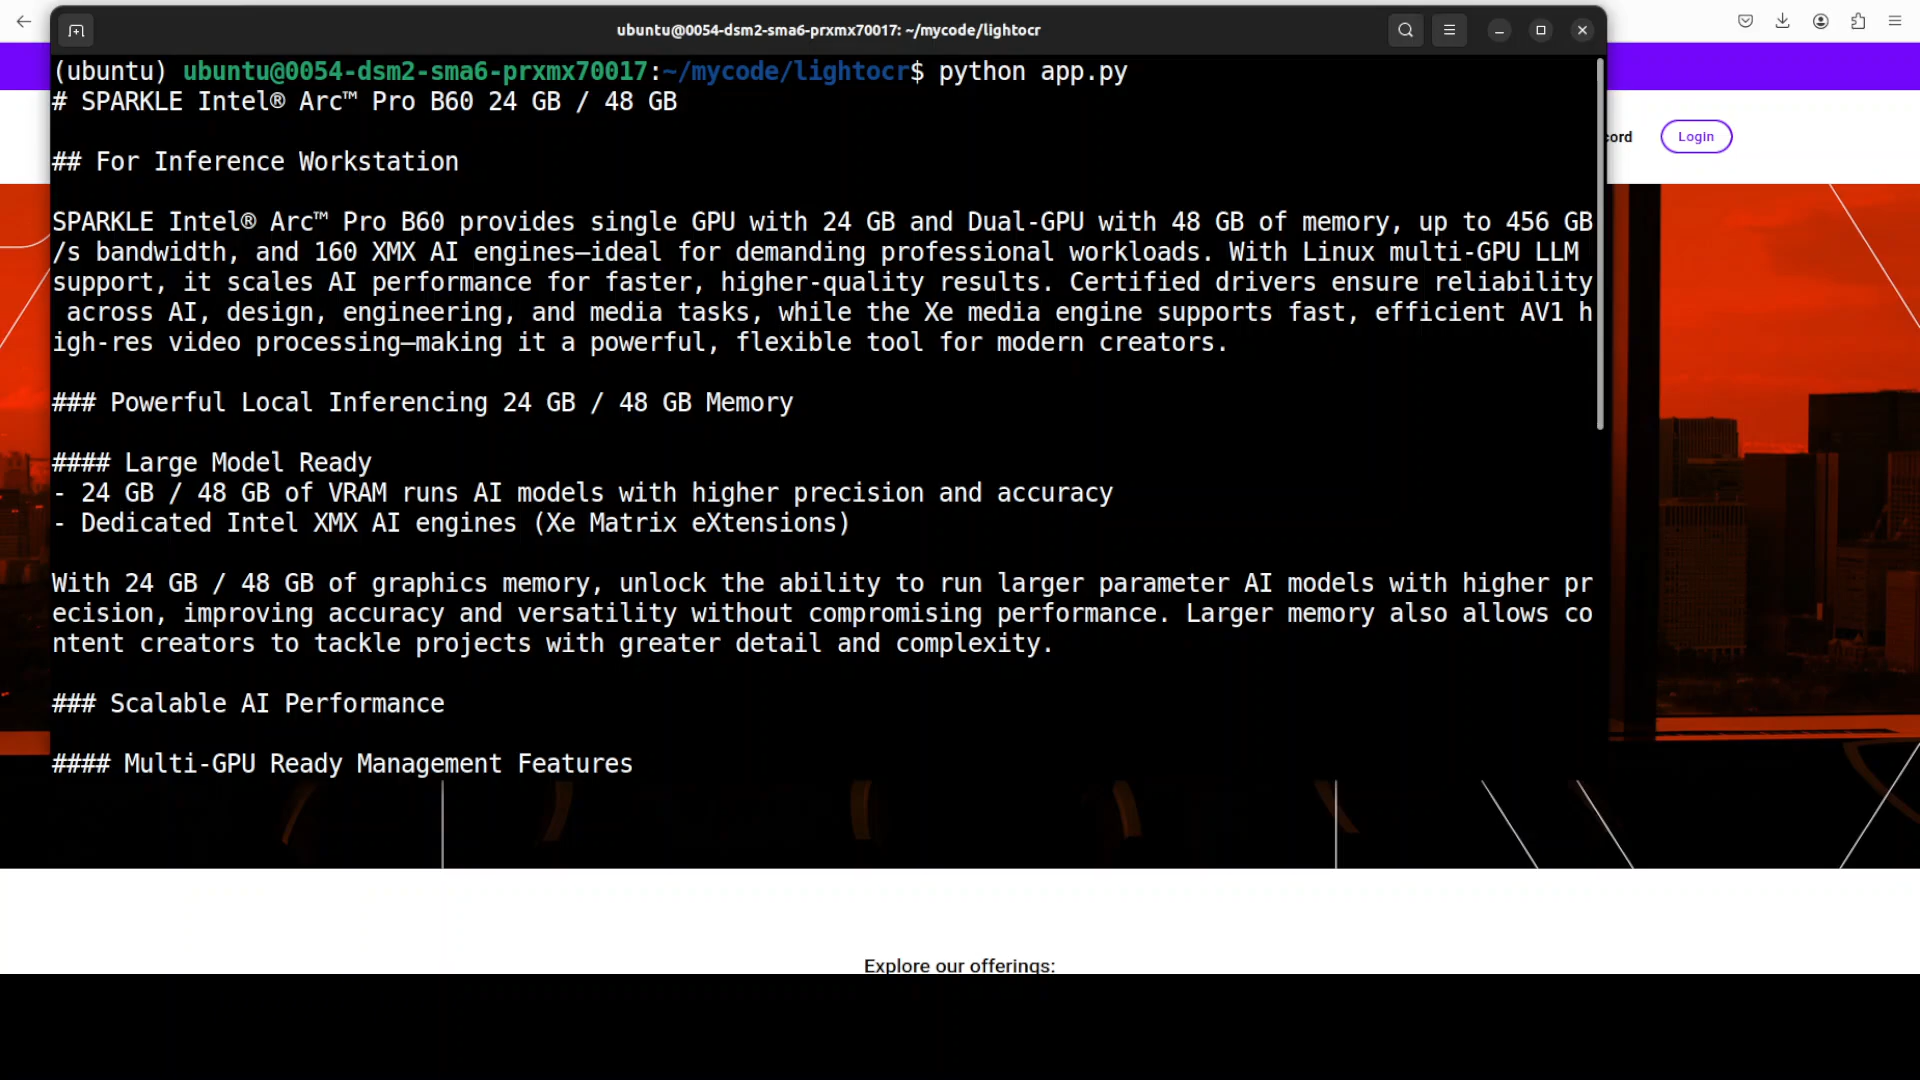 ubuntu@0054-dsm2-sma6-prxmx70017: ~/mycode/lightocr
(ubuntu) ubuntu@0054-dsm2-sma6-prxmx70017:~/mycode/lightocr$ python app.py
# SPARKLE Intel® Arc™ Pro B60 24 GB / 48 GB
cord
Login
## For Inference Workstation
SPARKLE Intel® Arc™ Pro B60 provides single GPU with 24 GB and Dual-GPU with 48 GB of memory, up to 456 GB
/s bandwidth, and 160 XMX AI engines—ideal for demanding professional workloads. With Linux multi-GPU LLM
support, it scales AI performance for faster, higher-quality results. Certified drivers ensure reliability
 across AI, design, engineering, and media tasks, while the Xe media engine supports fast, efficient AV1 h
igh-res video processing—making it a powerful, flexible tool for modern creators.
### Powerful Local Inferencing 24 GB / 48 GB Memory
#### Large Model Ready
- 24 GB / 48 GB of VRAM runs AI models with higher precision and accuracy
- Dedicated Intel XMX AI engines (Xe Matrix eXtensions)
With 24 GB / 48 GB of graphics memory, unlock the ability to run larger parameter AI models with higher pr
ecision, improving accuracy and versatility without compromising performance. Larger memory also allows co
ntent creators to tackle projects with greater detail and complexity.
### Scalable AI Performance
#### Multi-GPU Ready Management Features
Explore our offerings: